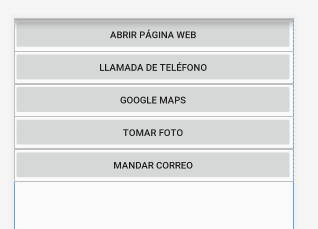 ABRIR PÁGINA WEB
LLAMADA DE TELÉFONO
GOOGLE MAPS
TOMAR FOTO
MANDAR CORREO